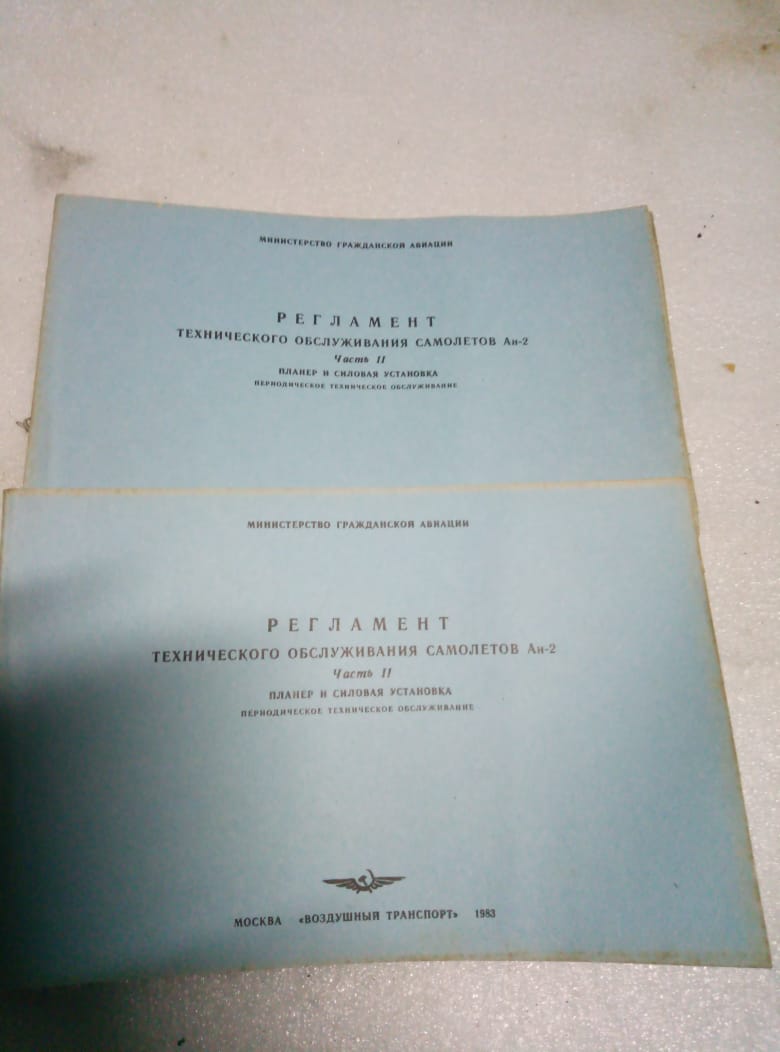 МИНИСТЕРСТВО ГРАЖДАНСКОЙ АВИАЦИИ
РЕГЛАМЕНТ
ТЕХНИЧЕСКОГО ОБСЛУЖИВАНИЯ САМОЛЕТОВ Ан-2
Часть II
ПЛАНЕР И СИЛОВАЯ УСТАНОВКА
ПЕРИОДИЧЕСКОЕ ТЕХНИЧЕСКОЕ ОБСЛУЖИВАНИЕ
МИНИСТЕРСТВО ГРАЖДАНСКОЙ АВИАЦИИ
РЕГЛАМЕНТ
ТЕХНИЧЕСКОГО ОБСЛУЖИВАНИЯ САМОЛЕТОВ Ан-2
Часть II
ПЛАНЕР И СИЛОВАЯ УСТАНОВКА
ПЕРИОДИЧЕСКОЕ ТЕХНИЧЕСКОЕ ОБСЛУЖИВАНИЕ
МОСКВА «ВОЗДУШНЫЙ ТРАНСПОРТ» 1983